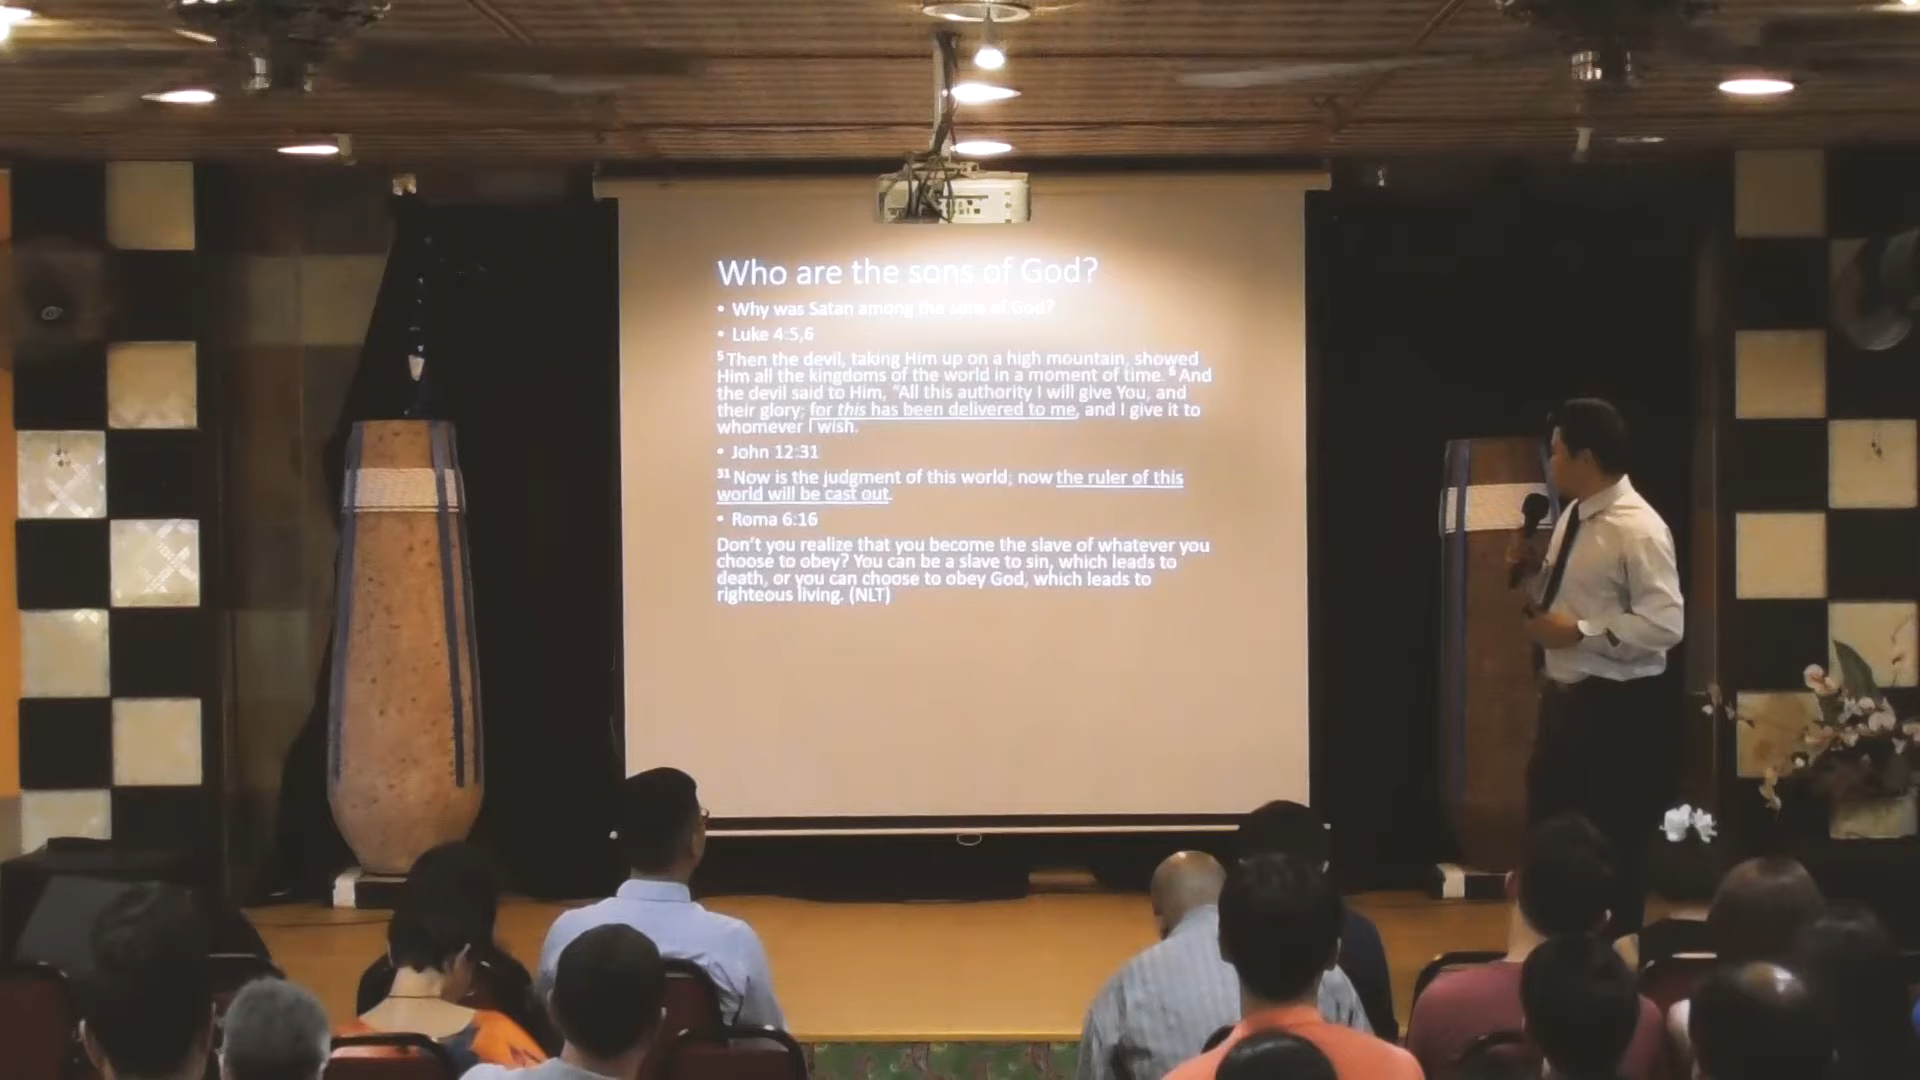 Who are the sons of God?
• Why was Satan among the sons of God?
• Luke 4:5,6
5 Then the devil, taking Him up on a high mountain, showed
Him all the kingdoms of the world in a moment of time. 6 And
the devil said to Him, “All this authority I will give You, and
their glory; for this has been delivered to me, and I give it to
whomever I wish.
• John 12:31
31 Now is the judgment of this world; now the ruler of this
world will be cast out.
• Roma 6:16
Don’t you realize that you become the slave of whatever you
choose to obey? You can be a slave to sin, which leads to
death, or you can choose to obey God, which leads to
righteous living. (NLT)